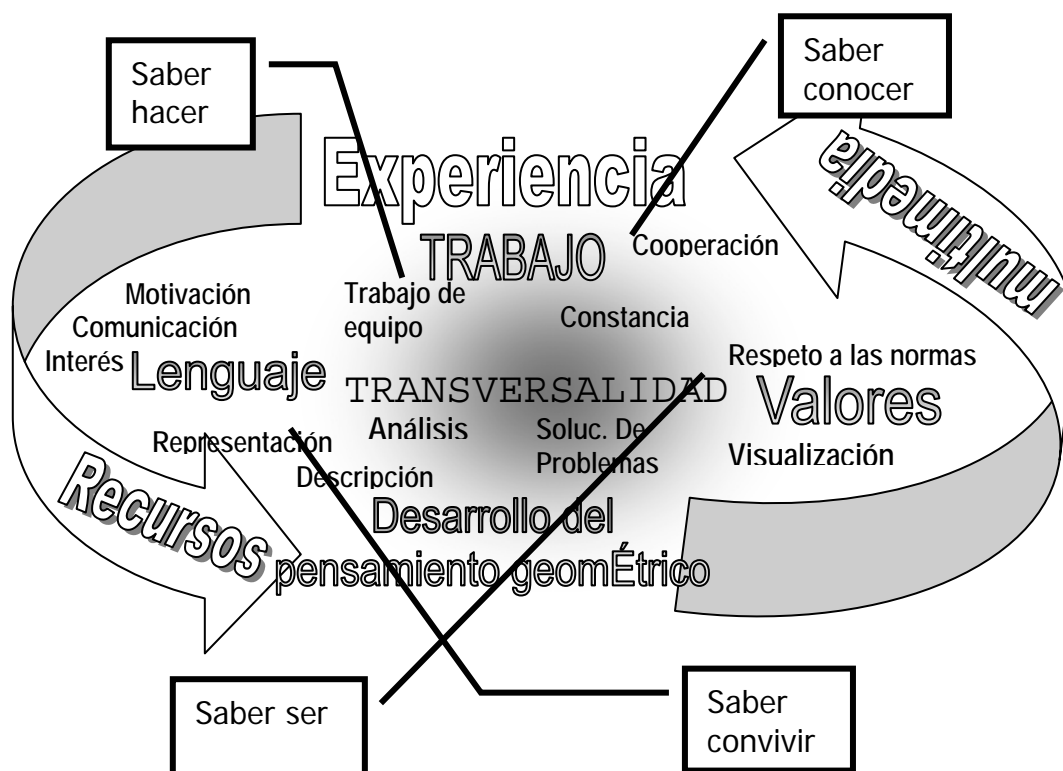 Saber
hacer
Saber
conocer
Experiencia
multimedia
TRABAJO
Cooperación
Motivación
Trabajo de
equipo
Constancia
Comunicación
Interés
Lenguaje
Respeto a las normas
TRANSVERSALIDAD
Valores
Análisis
Soluc. De
Problemas
Representación
Visualización
Descripción
Recursos
Desarrollo del
pensamiento geomÉtrico
Saber ser
Saber
convivir